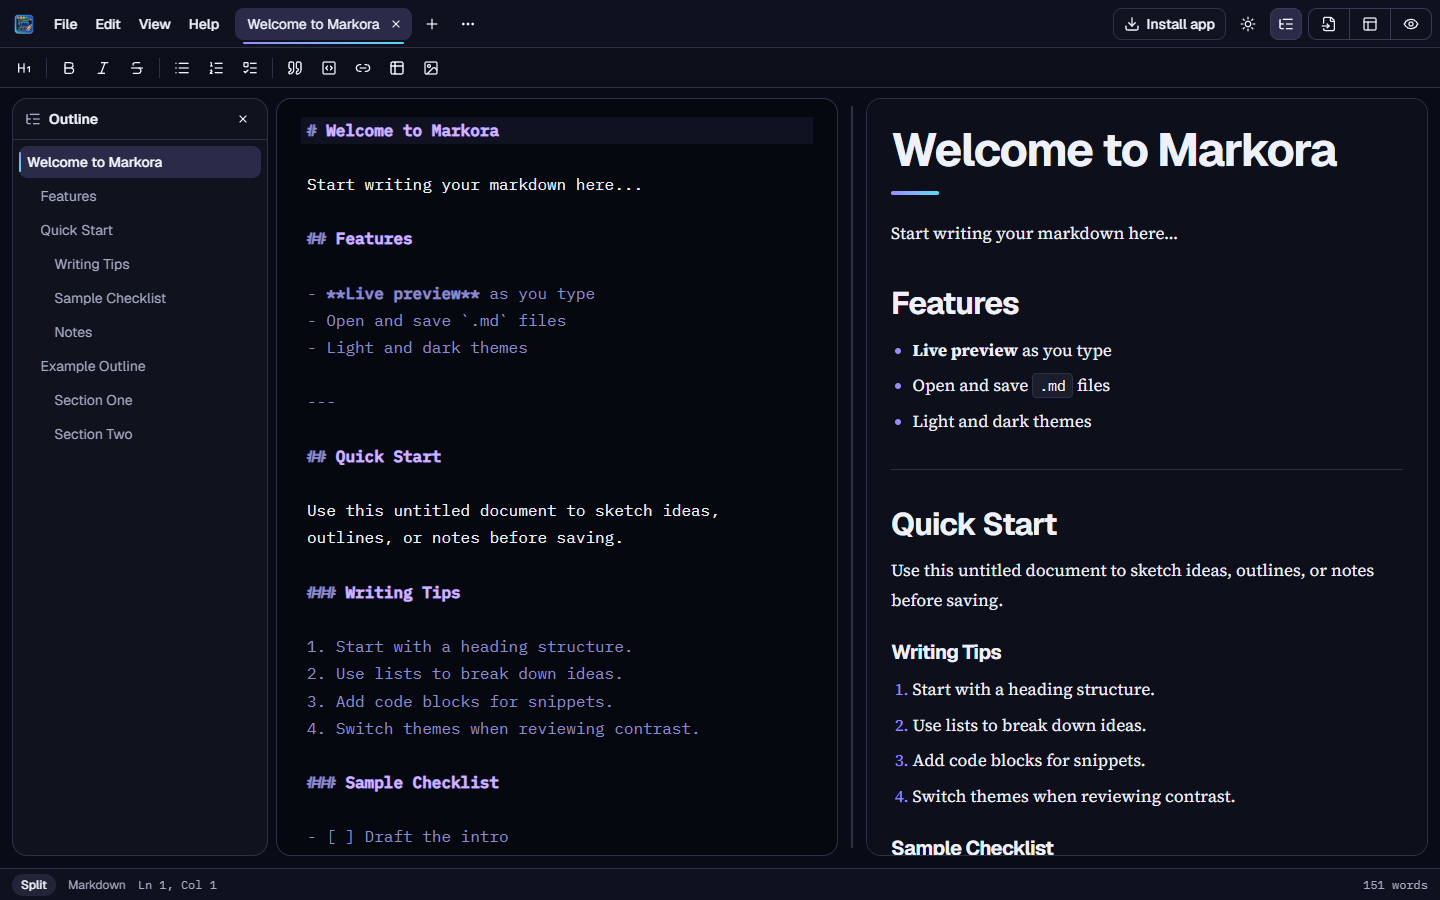 File Edit View Help Welcome to Markora Install app
H1 B I S
Outline
Welcome to Markora
Features
Quick Start
Writing Tips
Sample Checklist
Notes
Example Outline
Section One
Section Two
# Welcome to Markora
Start writing your markdown here...
## Features
- **Live preview** as you type
- Open and save `.md` files
- Light and dark themes
---
## Quick Start
Use this untitled document to sketch ideas,
outlines, or notes before saving.
### Writing Tips
1. Start with a heading structure.
2. Use lists to break down ideas.
3. Add code blocks for snippets.
4. Switch themes when reviewing contrast.
### Sample Checklist
- [ ] Draft the intro
Welcome to Markora
Start writing your markdown here...
Features
• Live preview as you type
• Open and save .md files
• Light and dark themes
Quick Start
Use this untitled document to sketch ideas, outlines, or notes
before saving.
Writing Tips
1. Start with a heading structure.
2. Use lists to break down ideas.
3. Add code blocks for snippets.
4. Switch themes when reviewing contrast.
Sample Checklist
Split Markdown Ln 1, Col 1 151 words